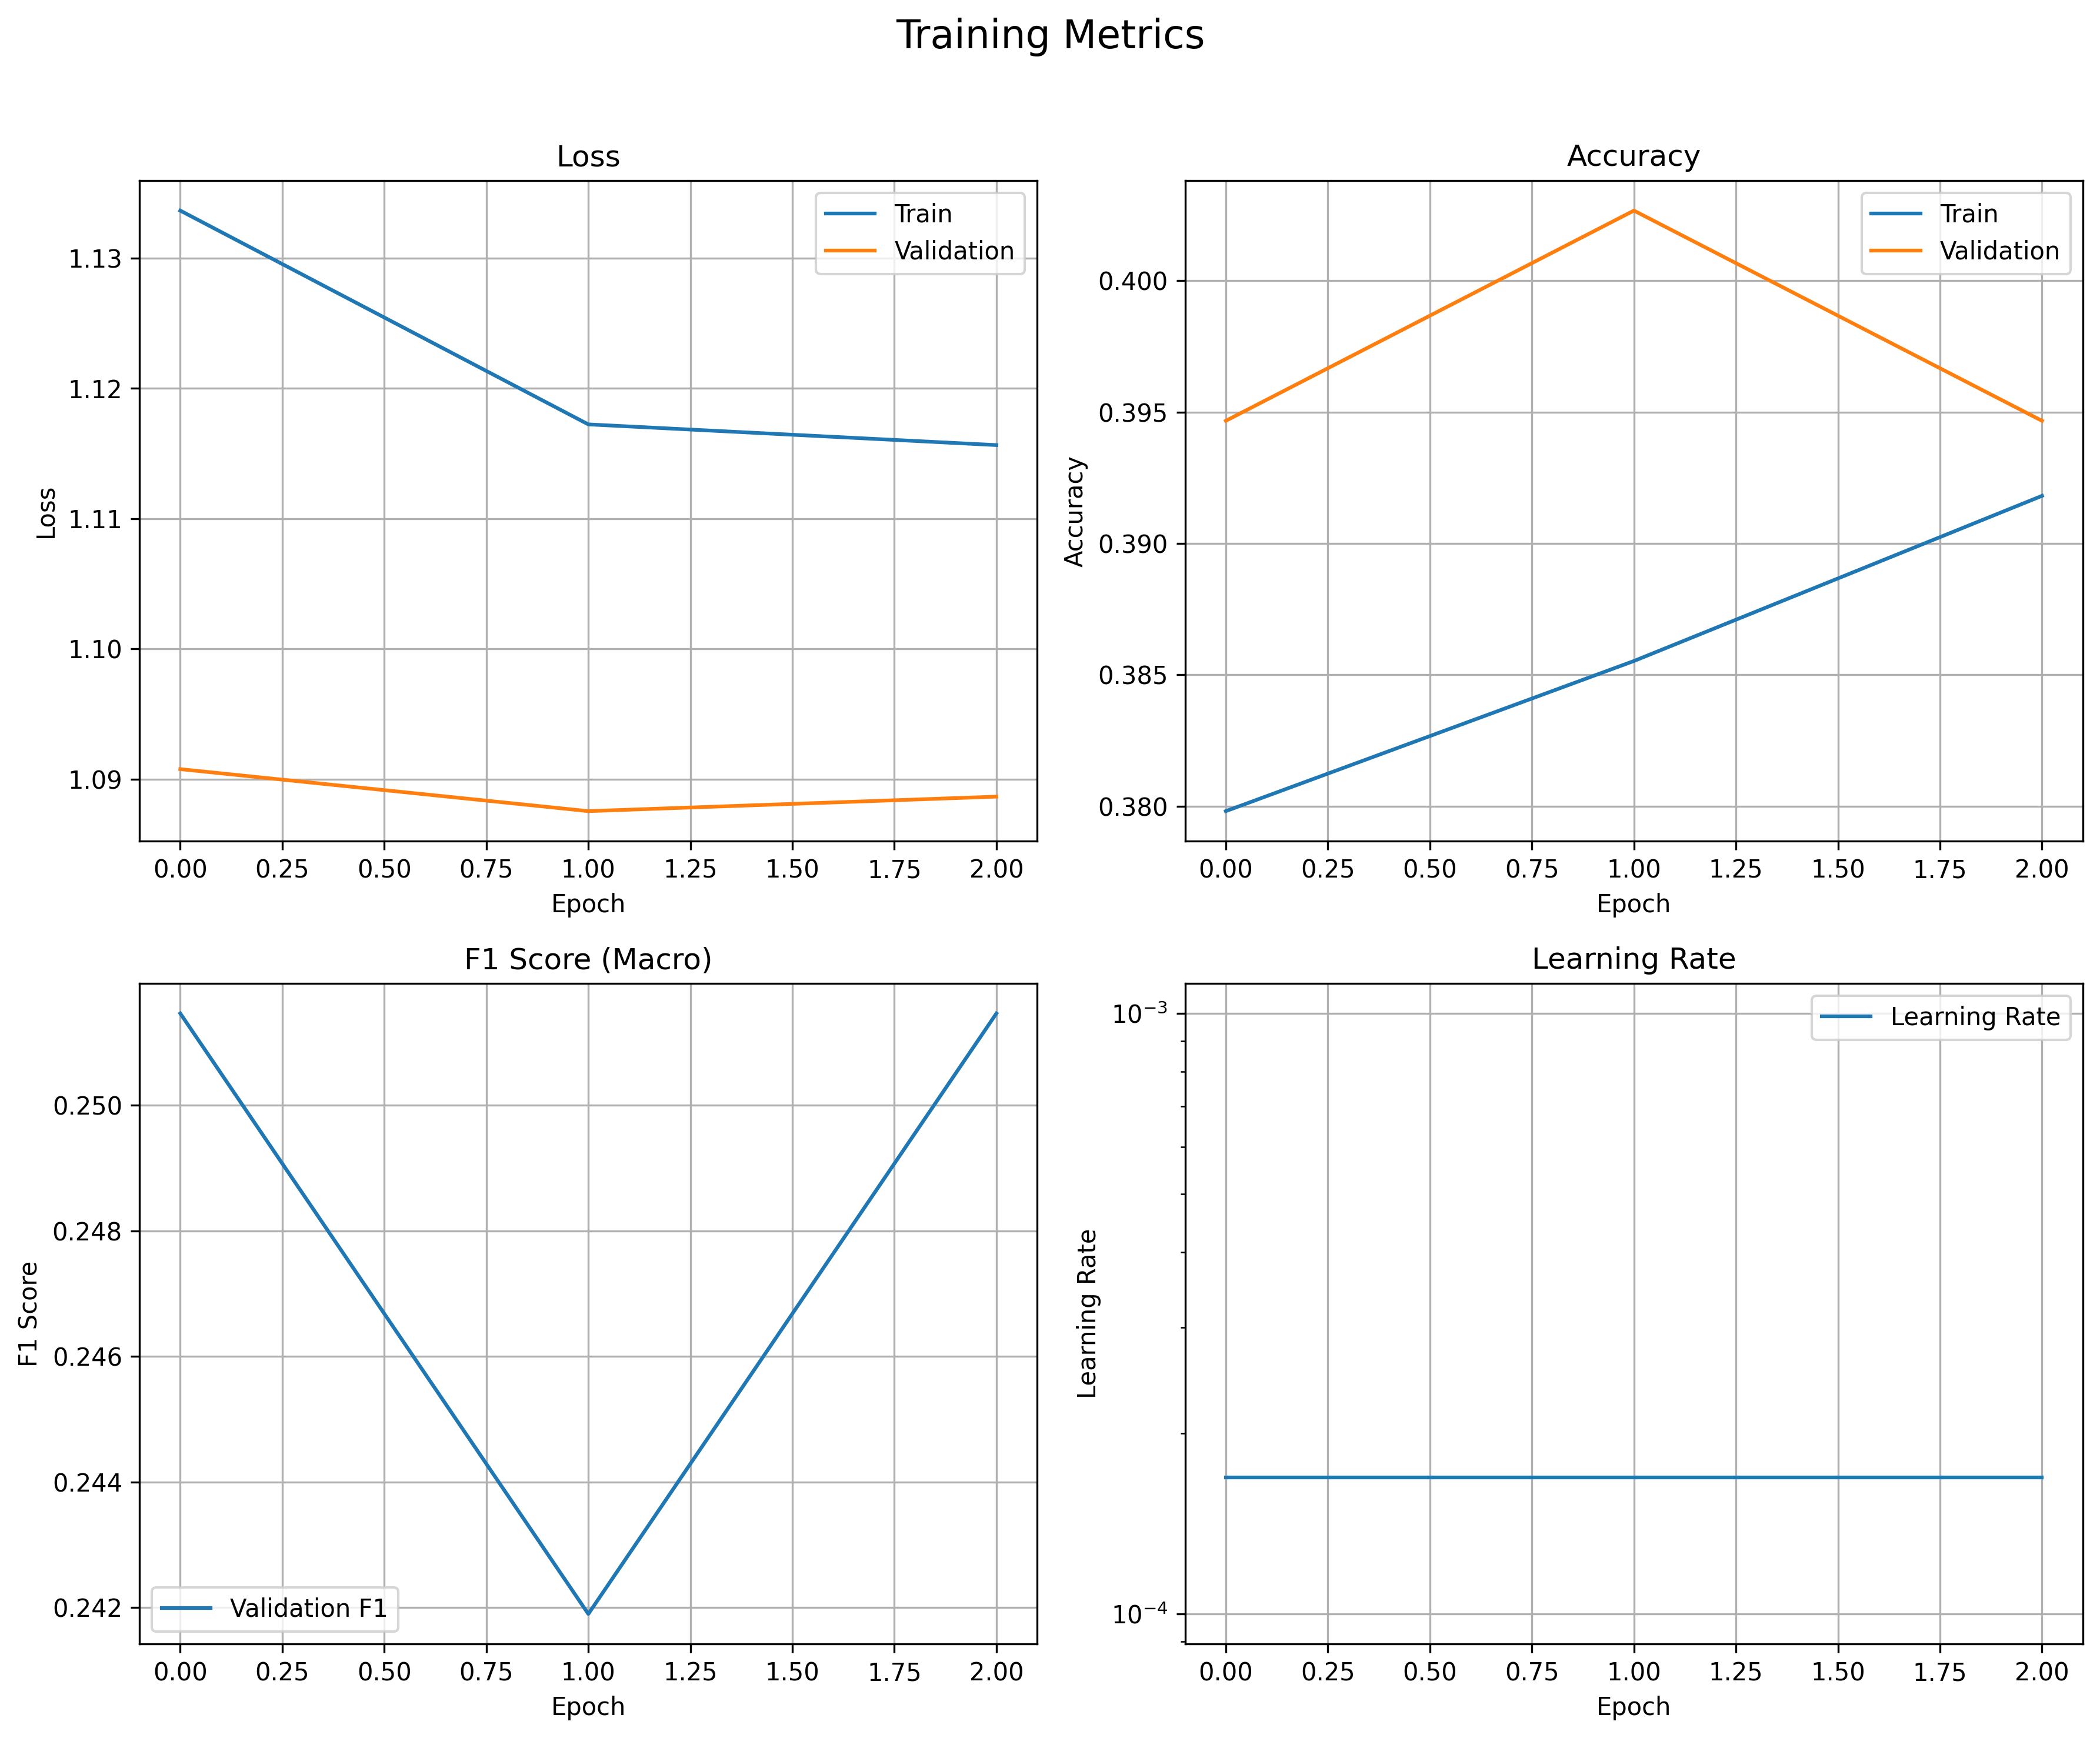 Training Metrics
Loss
Train
Validation
1.13
1.12
1.11
1.10
1.09
Loss
0.00 0.25 0.50 0.75 1.00 1.25 1.50 1.75 2.00
Epoch
Accuracy
Train
Validation
0.400
0.395
0.390
0.385
0.380
Accuracy
0.00 0.25 0.50 0.75 1.00 1.25 1.50 1.75 2.00
Epoch
F1 Score (Macro)
0.250
0.248
0.246
0.244
0.242
F1 Score
Validation F1
0.00 0.25 0.50 0.75 1.00 1.25 1.50 1.75 2.00
Epoch
Learning Rate
Learning Rate
10⁻³
10⁻⁴
Learning Rate
0.00 0.25 0.50 0.75 1.00 1.25 1.50 1.75 2.00
Epoch